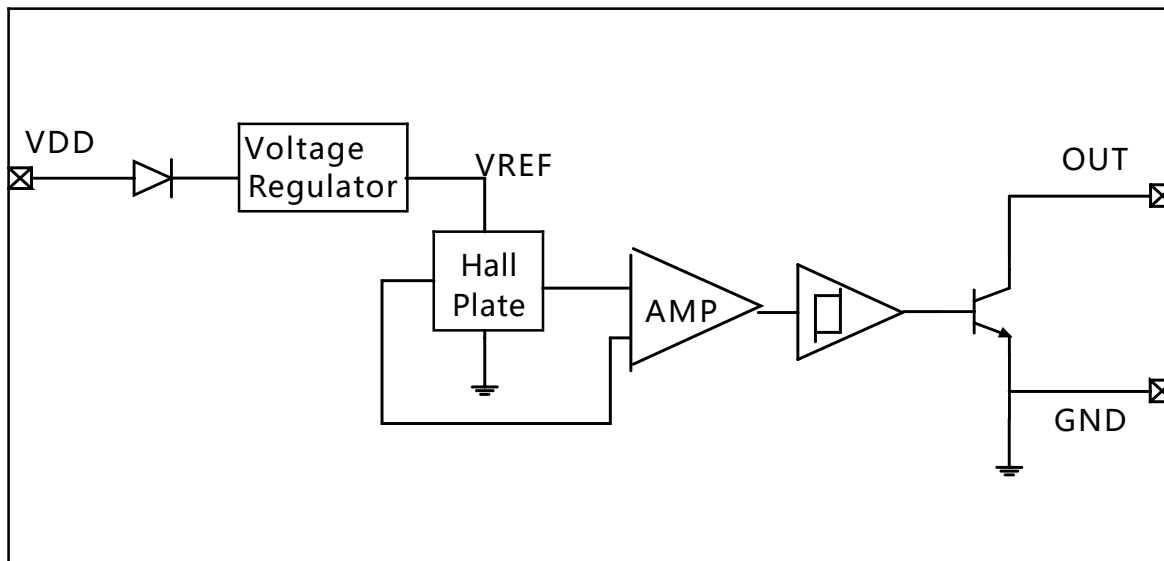 VDD
Voltage
Regulator
VREF
OUT
Hall
Plate
AMP
GND